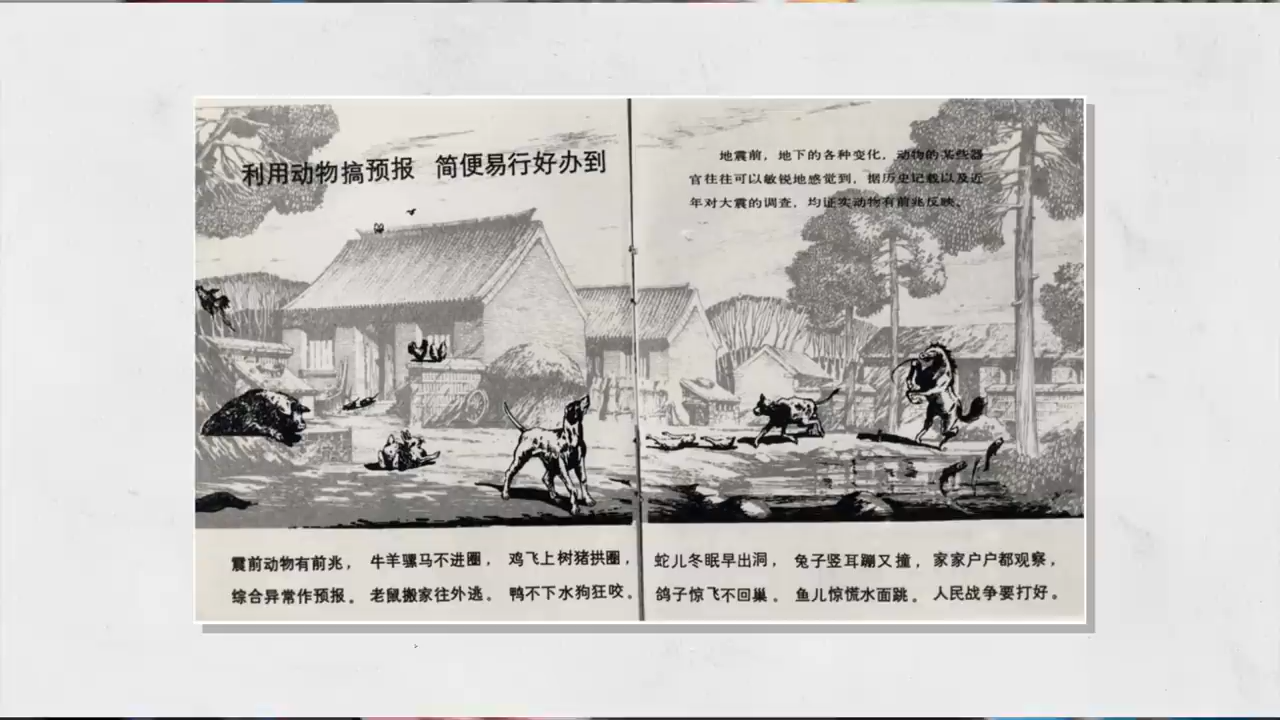 利用动物搞预报 简便易行好办到
地震前，地下的各种变化，动物的某些器
官往往可以敏锐地感觉到，据历史记载以及近
年对大震的调查，均证实动物有前兆反映。
震前动物有前兆， 牛羊骡马不进圈， 鸡飞上树猪拱圈， 蛇儿冬眠早出洞， 兔子竖耳蹦又撞， 家家户户都观察，
综合异常作预报。 老鼠搬家往外逃。 鸭不下水狗狂咬。 鸽子惊飞不回巢。 鱼儿惊慌水面跳。 人民战争要打好。